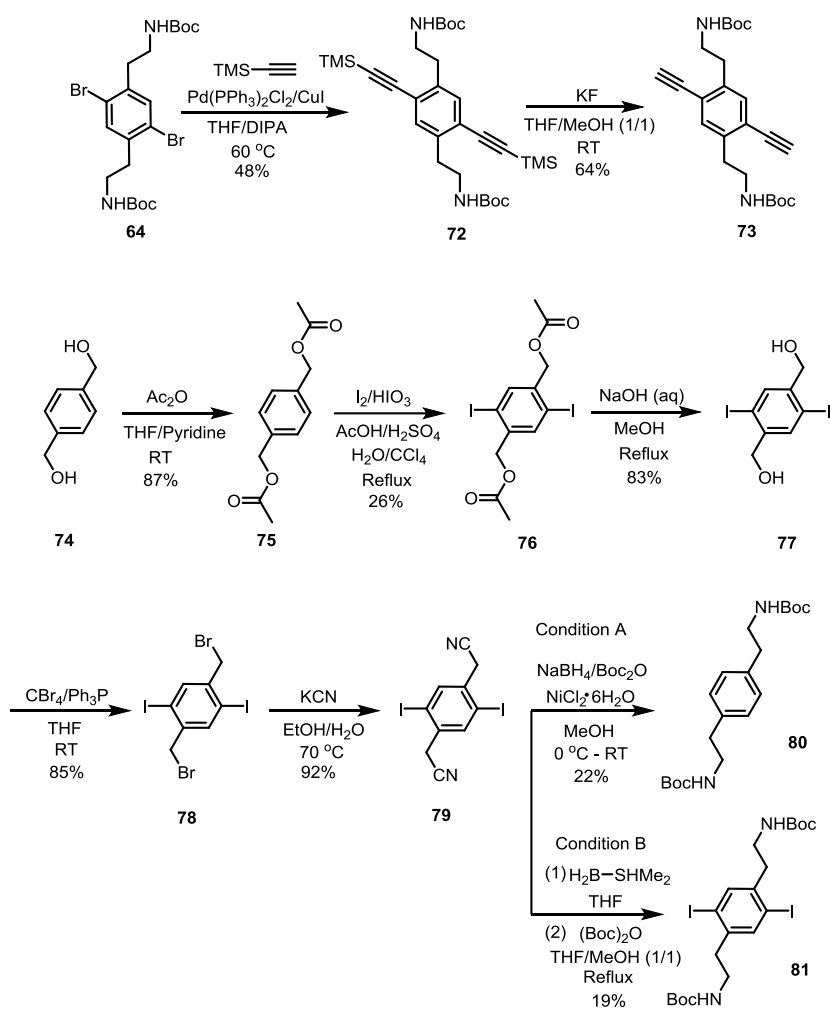 NHBoc
Br
Br
NHBoc
64
TMS
Pd(PPh3)2Cl2/CuI
THF/DIPA
60 °C
48%
NHBoc
TMS
TMS
NHBoc
72
KF
THF/MeOH (1/1)
RT
64%
NHBoc
NHBoc
73
HO
OH
74
Ac2O
THF/Pyridine
RT
87%
O
O
O
O
75
I2/HIO3
AcOH/H2SO4
H2O/CCl4
Reflux
26%
O
O
I
I
O
O
76
NaOH (aq)
MeOH
Reflux
83%
HO
I
I
OH
77
CBr4/Ph3P
THF
RT
85%
Br
I
I
Br
78
KCN
EtOH/H2O
70 °C
92%
NC
I
I
CN
79
Condition A
NaBH4/Boc2O
NiCl2•6H2O
MeOH
0 °C - RT
22%
NHBoc
BocHN
80
Condition B
(1) H2B–SHMe2
THF
(2) (Boc)2O
THF/MeOH (1/1)
Reflux
19%
NHBoc
I
I
BocHN
81